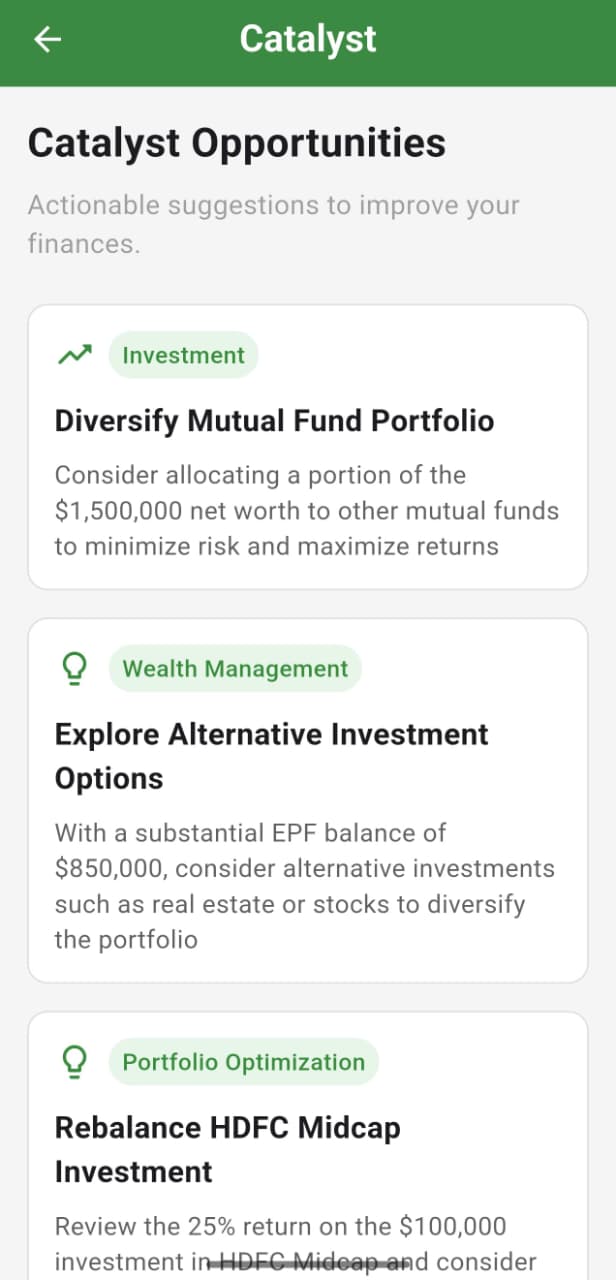 Catalyst
Catalyst Opportunities
Actionable suggestions to improve your
finances.
Investment
Diversify Mutual Fund Portfolio
Consider allocating a portion of the
$1,500,000 net worth to other mutual funds
to minimize risk and maximize returns
Wealth Management
Explore Alternative Investment
Options
With a substantial EPF balance of
$850,000, consider alternative investments
such as real estate or stocks to diversify
the portfolio
Portfolio Optimization
Rebalance HDFC Midcap
Investment
Review the 25% return on the $100,000
investment in HDFC Midcap and consider